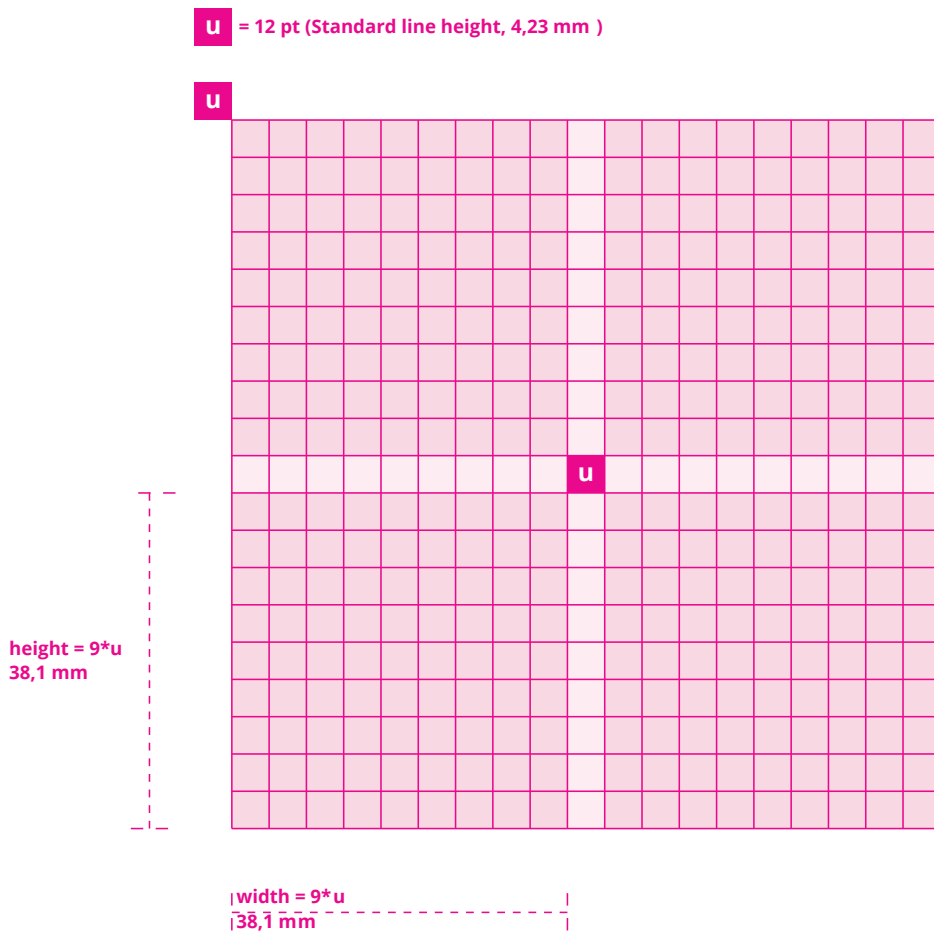 u = 12 pt (Standard line height, 4,23 mm )
u
u
height = 9*u
38,1 mm
width = 9*u
38,1 mm